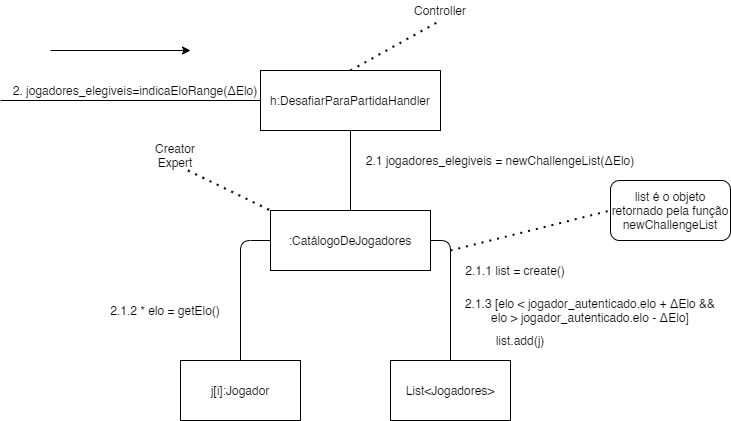 Controller
2. jogadores_elegiveis=indicaEloRange(ΔElo)
h:DesafiarParaPartidaHandler
Creator
Expert
2.1 jogadores_elegiveis = newChallengeList(ΔElo)
list é o objeto
retornado pela função
newChallengeList
:CatálogoDeJogadores
2.1.1 list = create()
2.1.2 * elo = getElo()
2.1.3 [elo < jogador_autenticado.elo + ΔElo &&
elo > jogador_autenticado.elo - ΔElo]
list.add(j)
j[i]:Jogador
List<Jogadores>